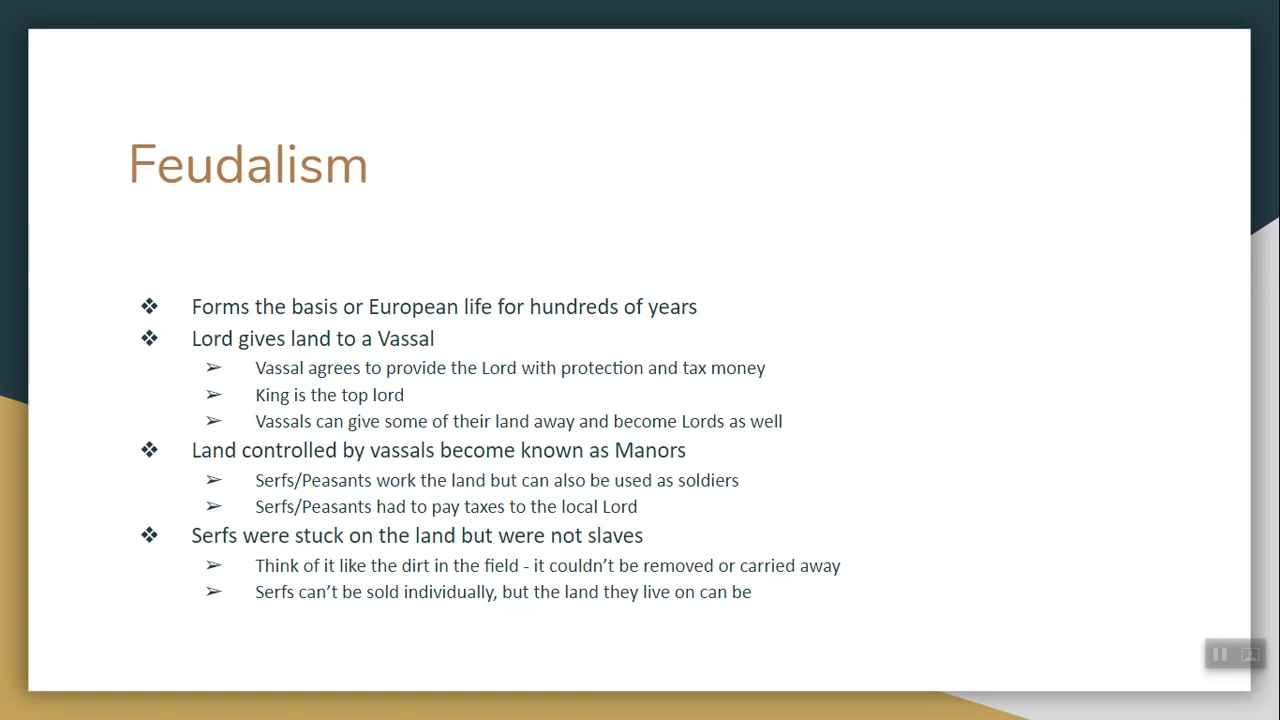 Feudalism
❖ Forms the basis or European life for hundreds of years
❖ Lord gives land to a Vassal
➢ Vassal agrees to provide the Lord with protection and tax money
➢ King is the top lord
➢ Vassals can give some of their land away and become Lords as well
❖ Land controlled by vassals become known as Manors
➢ Serfs/Peasants work the land but can also be used as soldiers
➢ Serfs/Peasants had to pay taxes to the local Lord
❖ Serfs were stuck on the land but were not slaves
➢ Think of it like the dirt in the field - it couldn’t be removed or carried away
➢ Serfs can’t be sold individually, but the land they live on can be